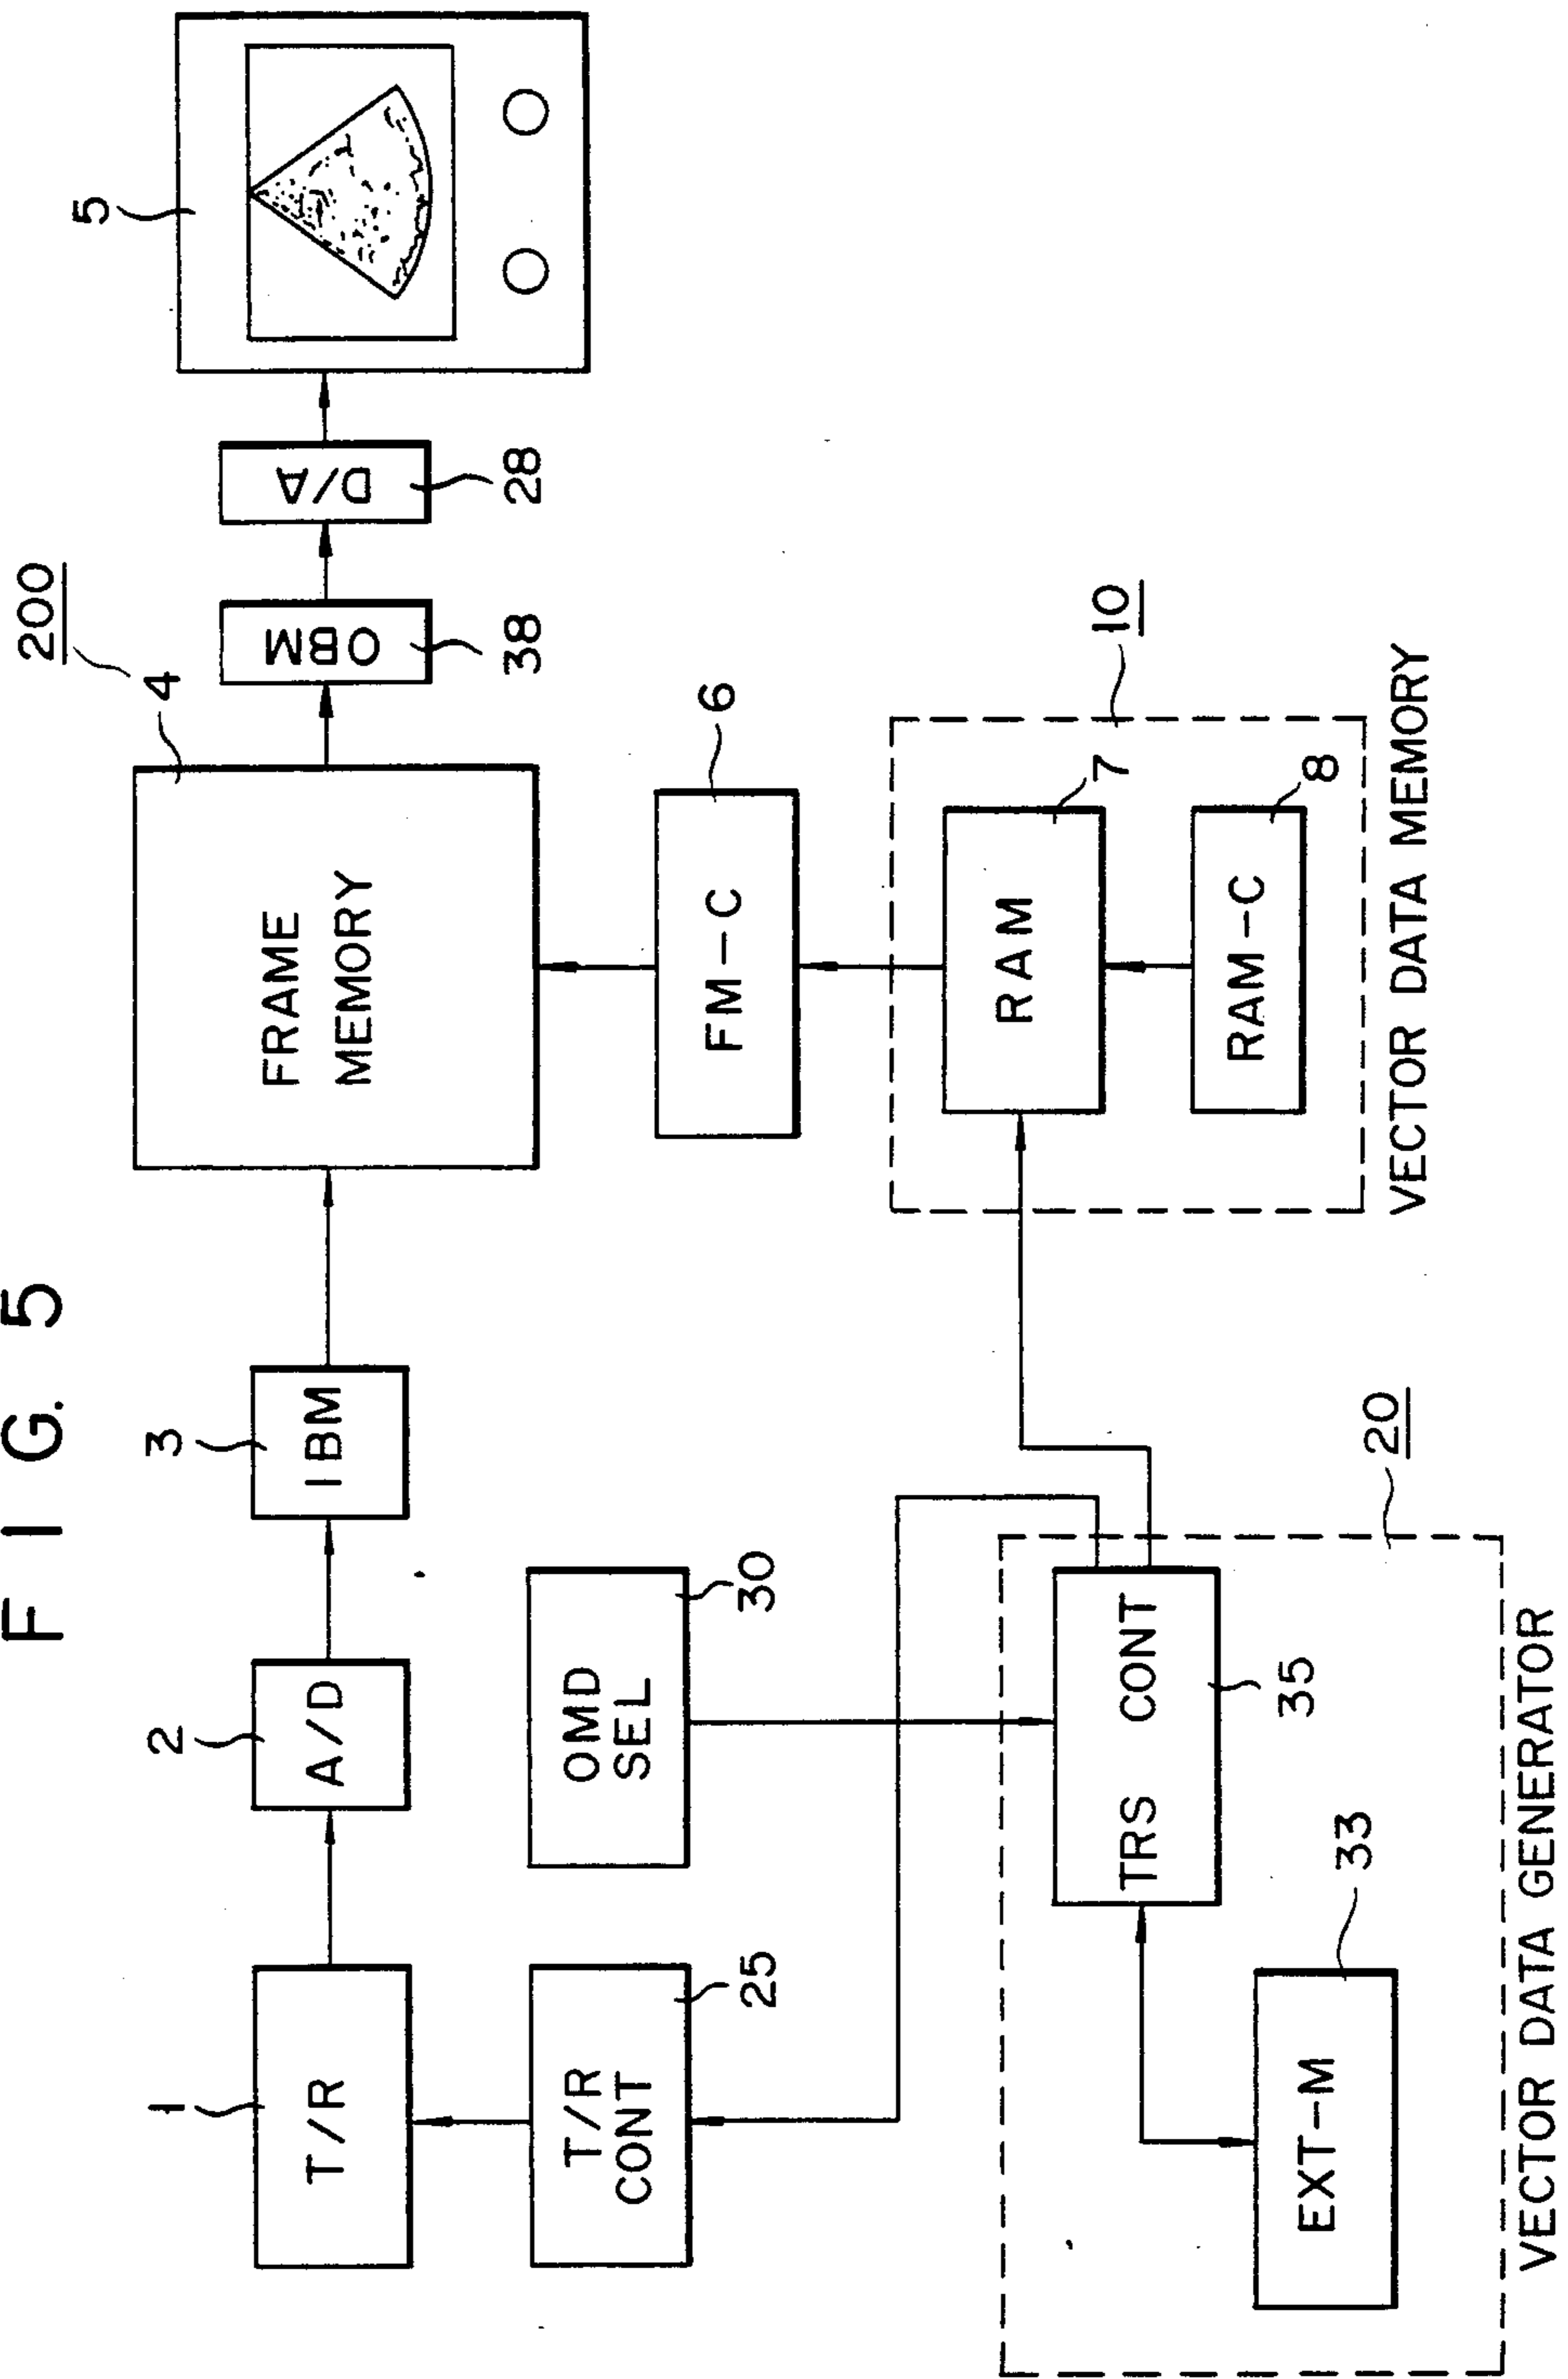 F I G. 5
200
1
T/R
2
A/D
3
IBM
4
FRAME
MEMORY
OBM
38
D/A
28
5
T/R
CONT
25
OMD
SEL
30
FM-C
6
10
RAM
7
RAM-C
8
VECTOR DATA MEMORY
20
TRS CONT
35
EXT-M
33
VECTOR DATA GENERATOR